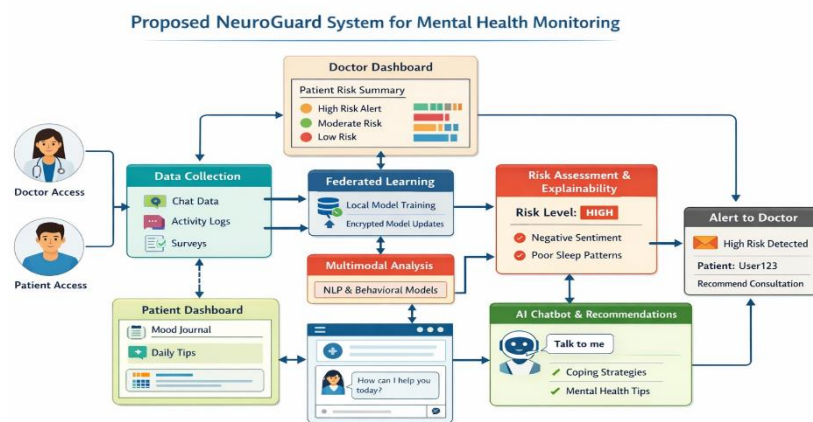 Proposed NeuroGuard System for Mental Health Monitoring
Doctor Dashboard
Patient Risk Summary
High Risk Alert
Moderate Risk
Low Risk
Doctor Access
Patient Access
Data Collection
Chat Data
Activity Logs
Surveys
Federated Learning
Local Model Training
Encrypted Model Updates
Multimodal Analysis
NLP & Behavioral Models
Risk Assessment &
Explainability
Risk Level: HIGH
Negative Sentiment
Poor Sleep Patterns
Alert to Doctor
High Risk Detected
Patient: User123
Recommend Consultation
Patient Dashboard
Mood Journal
Daily Tips
How can I help you
today?
AI Chatbot & Recommendations
Talk to me
Coping Strategies
Mental Health Tips